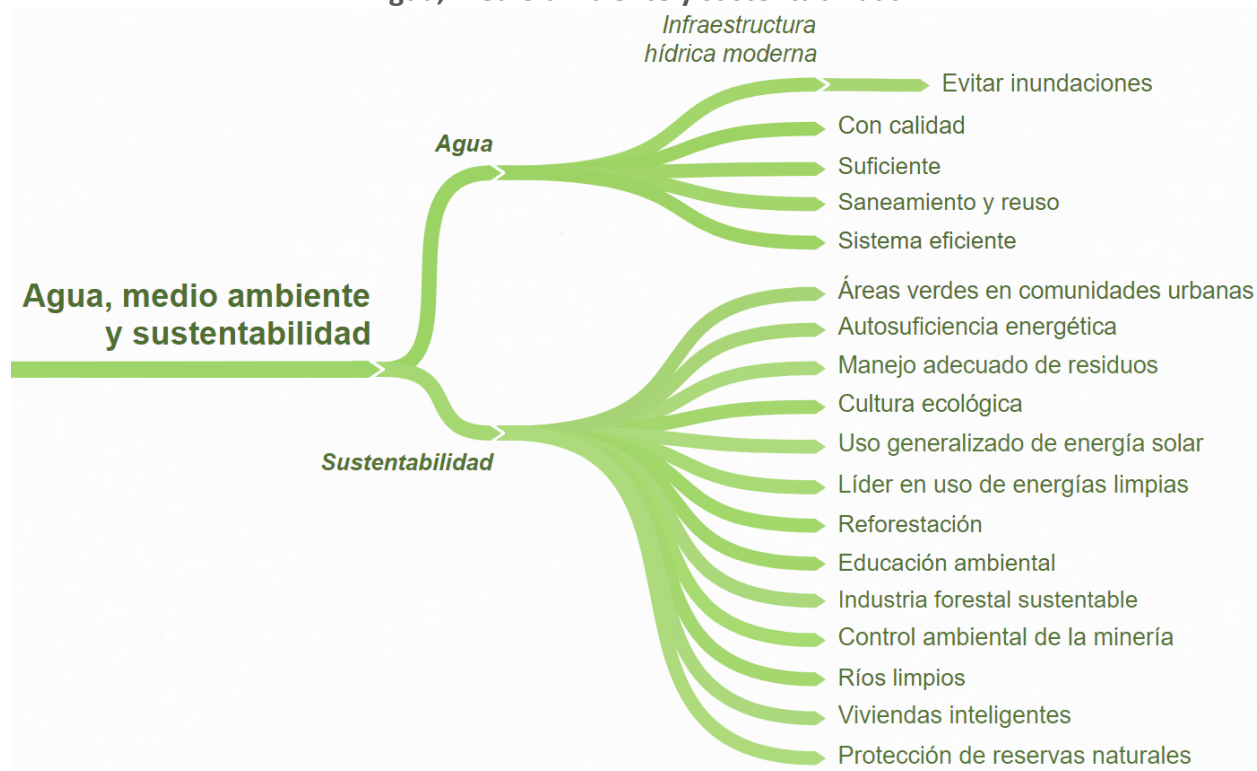 Infraestructura
hídrica moderna
Evitar inundaciones
Agua
Con calidad
Suficiente
Saneamiento y reuso
Sistema eficiente
Agua, medio ambiente
y sustentabilidad
Sustentabilidad
Áreas verdes en comunidades urbanas
Autosuficiencia energética
Manejo adecuado de residuos
Cultura ecológica
Uso generalizado de energía solar
Líder en uso de energías limpias
Reforestación
Educación ambiental
Industria forestal sustentable
Control ambiental de la minería
Ríos limpios
Viviendas inteligentes
Protección de reservas naturales